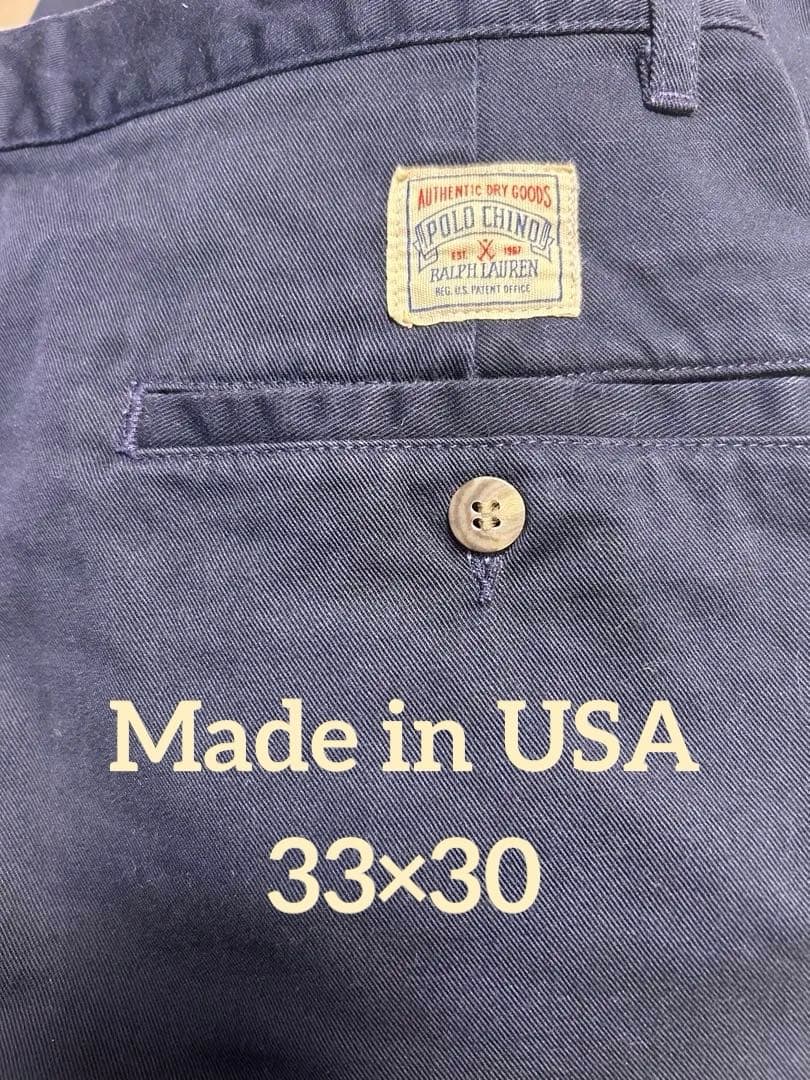 AUTHENTIC DRY GOODS
POLO CHINO
EST. 1967
RALPH LAUREN
REG. U.S. PATENT OFFICE
Made in USA
33×30